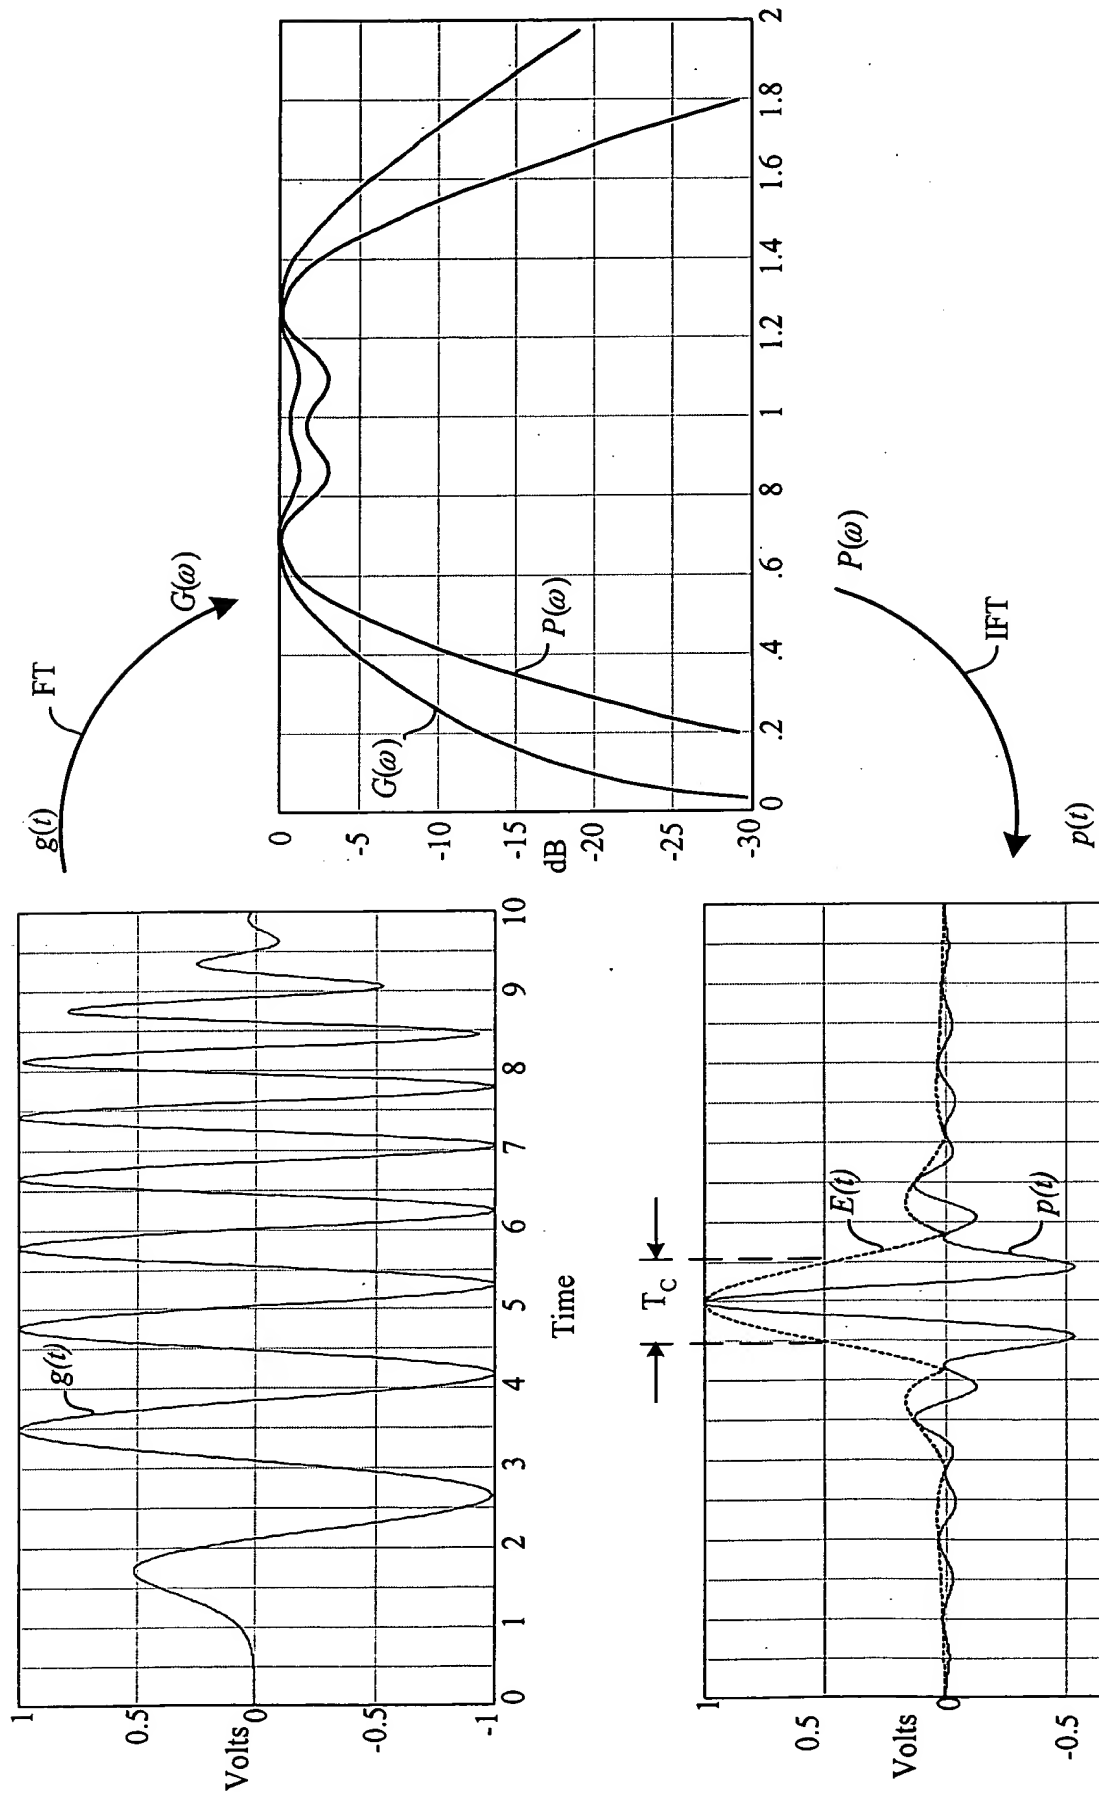 g(t)
FT
G(ω)
1
0.5
Volts
0
-0.5
-1
g(t)
0 1 2 3 4 5 6 7 8 9 10
Time
0
-5
-10
-15
dB
-20
-25
-30
G(ω)
P(ω)
0 .2 .4 .6 .8 1 1.2 1.4 1.6 1.8 2
P(ω)
IFT
p(t)
1
0.5
Volts
0
-0.5
T_C
E(t)
p(t)